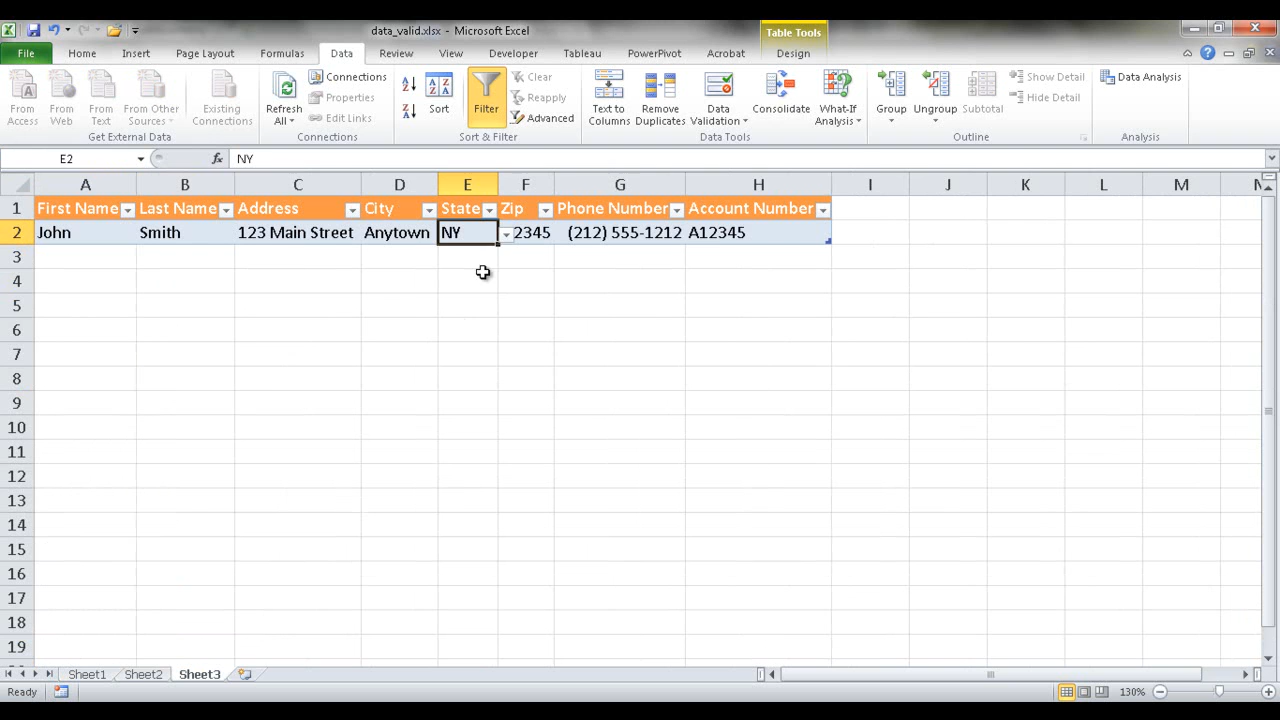 data_valid.xlsx - Microsoft Excel
Table Tools
File Home Insert Page Layout Formulas Data Review View Developer Tableau PowerPivot Acrobat Design
From Access
From Web
From Text
From Other Sources
Existing Connections
Get External Data
Refresh All
Connections
Properties
Edit Links
Connections
Sort
Filter
Clear
Reapply
Advanced
Sort & Filter
Text to Columns
Remove Duplicates
Data Validation
Consolidate
What-If Analysis
Data Tools
Group
Ungroup
Subtotal
Show Detail
Hide Detail
Outline
Data Analysis
Analysis
E2 fx NY
A B C D E F G H I J K L M
1 First Name Last Name Address City State Zip Phone Number Account Number
2 John Smith 123 Main Street Anytown NY 2345 (212) 555-1212 A12345
3
4
5
6
7
8
9
10
11
12
13
14
15
16
17
18
19
Sheet1 Sheet2 Sheet3
Ready 130%